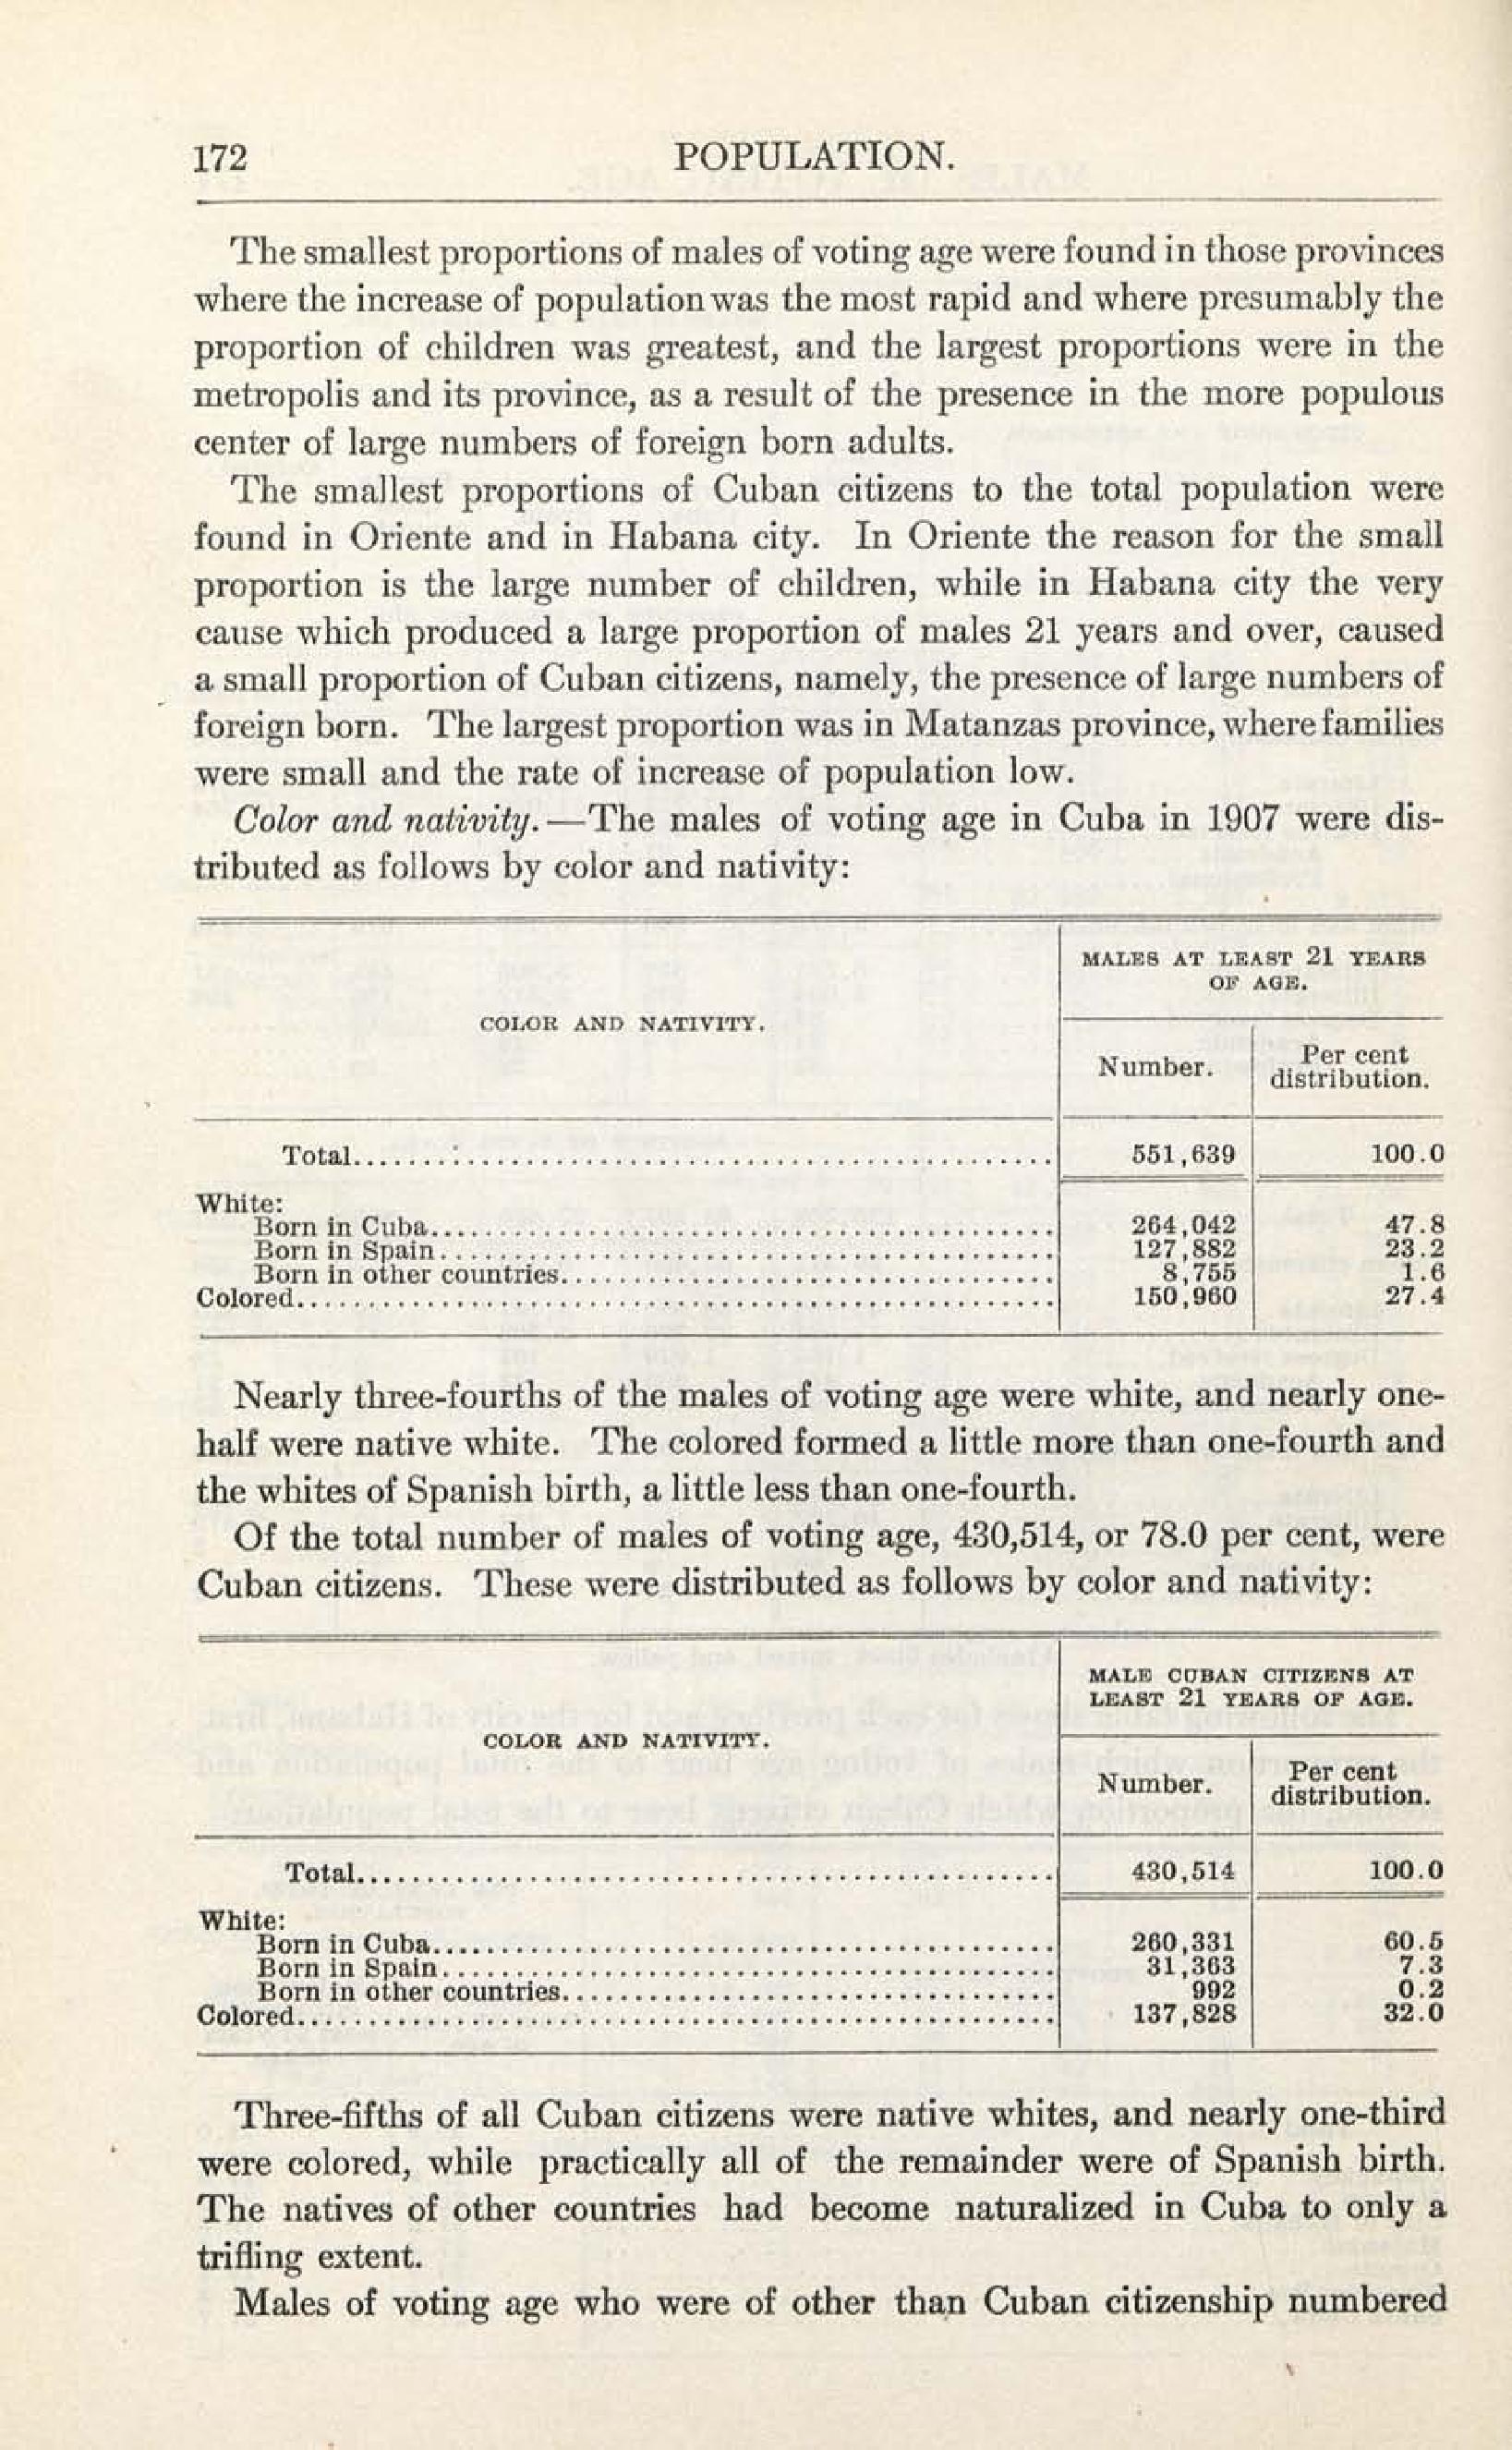 172 POPULATION.
The smallest proportions of males of voting age were found in those provinces
where the increase of population was the most rapid and where presumably the
proportion of children was greatest, and the largest proportions were in the
metropolis and its province, as a result of the presence in the more populous
center of large numbers of foreign born adults.
The smallest proportions of Cuban citizens to the total population were
found in Oriente and in Habana city. In Oriente the reason for the small
proportion is the large number of children, while in Habana city the very
cause which produced a large proportion of males 21 years and over, caused
a small proportion of Cuban citizens, namely, the presence of large numbers of
foreign born. The largest proportion was in Matanzas province, where families
were small and the rate of increase of population low.
Color and nativity.—The males of voting age in Cuba in 1907 were dis-
tributed as follows by color and nativity:
COLOR AND NATIVITY.
MALES AT LEAST 21 YEARS
OF AGE.
Number.
Per cent
distribution.
Total.......... 551,639 100.0
White:
Born in Cuba.......... 264,042 47.8
Born in Spain.......... 127,882 23.2
Born in other countries.......... 8,755 1.6
Colored.......... 150,960 27.4
Nearly three-fourths of the males of voting age were white, and nearly one-
half were native white. The colored formed a little more than one-fourth and
the whites of Spanish birth, a little less than one-fourth.
Of the total number of males of voting age, 430,514, or 78.0 per cent, were
Cuban citizens. These were distributed as follows by color and nativity:
COLOR AND NATIVITY.
MALE CUBAN CITIZENS AT
LEAST 21 YEARS OF AGE.
Number.
Per cent
distribution.
Total.......... 430,514 100.0
White:
Born in Cuba.......... 260,331 60.5
Born in Spain.......... 31,363 7.3
Born in other countries.......... 992 0.2
Colored.......... 137,828 32.0
Three-fifths of all Cuban citizens were native whites, and nearly one-third
were colored, while practically all of the remainder were of Spanish birth.
The natives of other countries had become naturalized in Cuba to only a
trifling extent.
Males of voting age who were of other than Cuban citizenship numbered